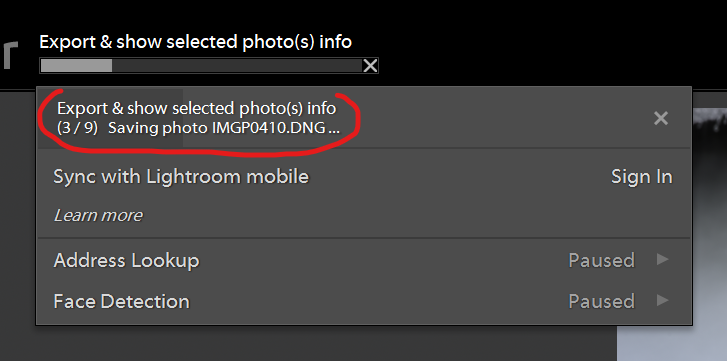 Export & show selected photo(s) info
Export & show selected photo(s) info
(3 / 9) Saving photo IMGP0410.DNG ...
Sync with Lightroom mobile Sign In
Learn more
Address Lookup Paused
Face Detection Paused